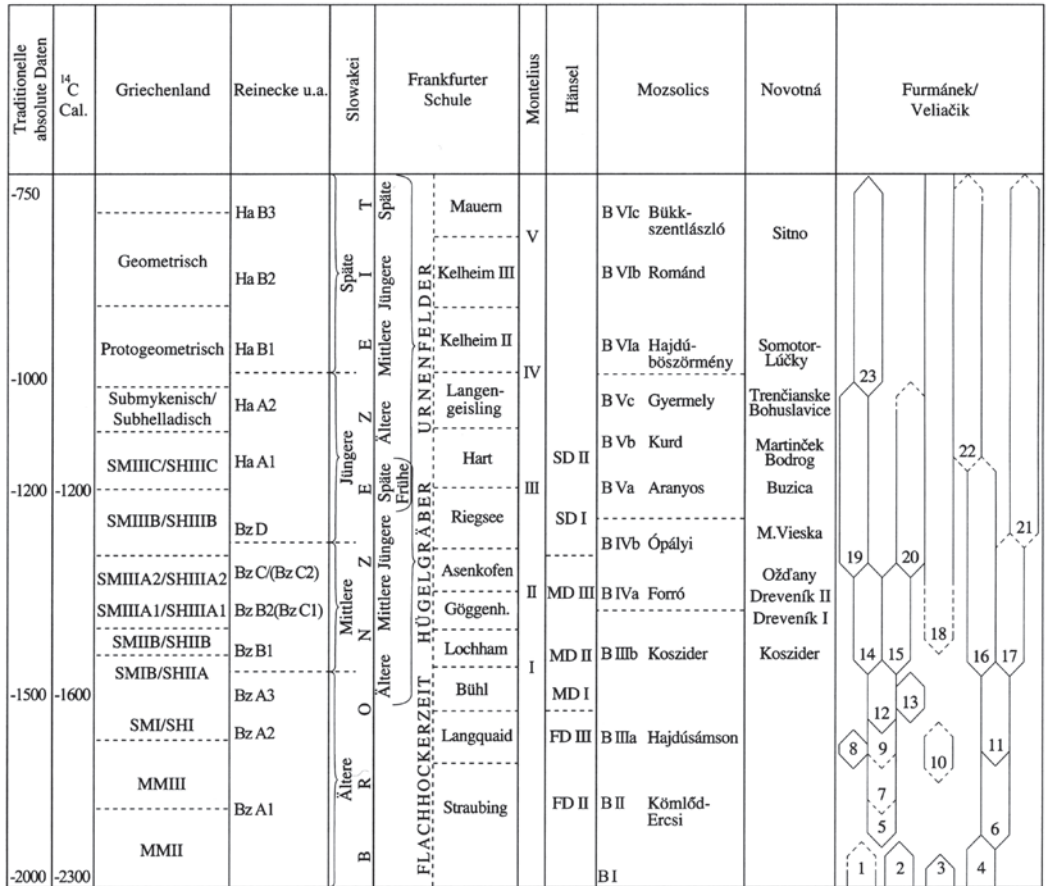 Traditionelle
absolute Daten
14
C
Cal.
Griechenland
Reinecke u.a.
Slowakei
Frankfurter
Schule
Montelius
Hänsel
Mozsolics
Novotná
Furmánek/
Veliačik
-750
-1000
-1200
-1500
-2000
-1200
-1600
-2300
Geometrisch
Protogeometrisch
Submykenisch/
Subhelladisch
SMIIIC/SHIIIC
SMIIIB/SHIIIB
SMIIIA2/SHIIIA2
SMIIIA1/SHIIIA1
SMIIB/SHIIB
SMIB/SHIIA
SMI/SHI
MMIII
MMII
Ha B3
Ha B2
Ha B1
Ha A2
Ha A1
Bz D
Bz C/(Bz C2)
Bz B2(Bz C1)
Bz B1
Bz A3
Bz A2
Bz A1
Späte
Jüngere
Mittlere
Ältere
BRONZEZEIT
Späte
Jüngere
Mittlere
Ältere
Frühe
Späte
Jüngere
Mittlere
Ältere
URNENFELDER
HÜGELGRÄBER
FLACHHOCKERZEIT
Mauern
Kelheim III
Kelheim II
Langen-
geisling
Hart
Riegsee
Asenkofen
Göggenh.
Lochham
Bühl
Langquaid
Straubing
V
IV
III
II
I
SD II
SD I
MD III
MD II
MD I
FD III
FD II
B VIc Bükk-
szentlászló
B VIb Románd
B VIa Hajdú-
böszörmény
B Vc Gyermely
B Vb Kurd
B Va Aranyos
B IVb Ópályi
B IVa Forró
B IIIb Koszider
B IIIa Hajdúsámson
B II Kömlőd-
Ercsi
B I
Sitno
Somotor-
Lúčky
Trenčianske
Bohuslavice
Martinček
Bodrog
Buzica
M.Vieska
Ožďany
Dreveník II
Dreveník I
Koszider
23
22
21
19
20
18
14
15
16
17
13
12
8
9
11
10
7
5
6
1
2
3
4